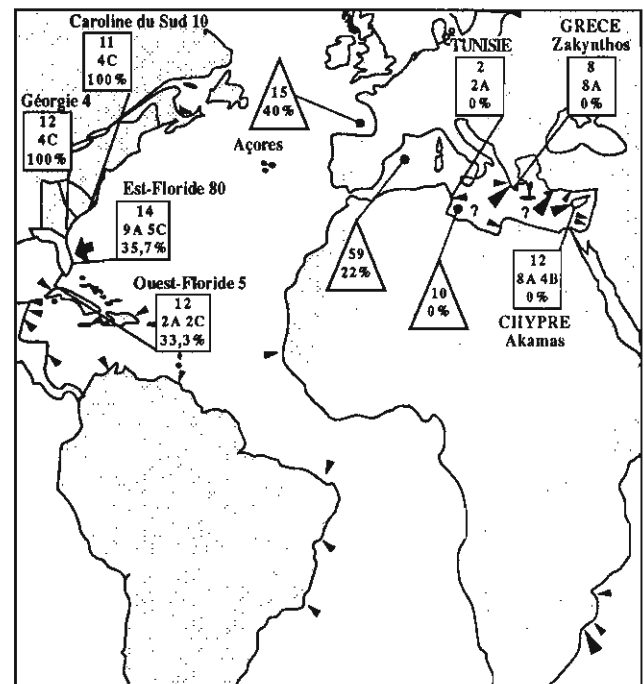 Caroline du Sud 10
11
4C
100%
Géorgie 4
12
4C
100%
Est-Floride 80
14
9A 5C
35,7%
Ouest-Floride 5
12
2A 2C
33,3%
15
40%
Açores
TUNISIE
2
2A
0%
GRECE
Zakynthos
8
8A
0%
?
?
59
22%
10
0%
12
8A 4B
0%
CHYPRE
Akamas